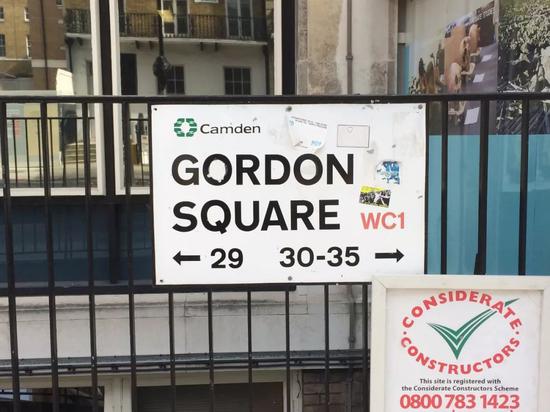 Camden
GORDON
SQUARE WC1
← 29 30-35 →
CONSIDERATE
CONSTRUCTORS
This site is registered with
the Considerate Constructors Scheme
0800 783 1423